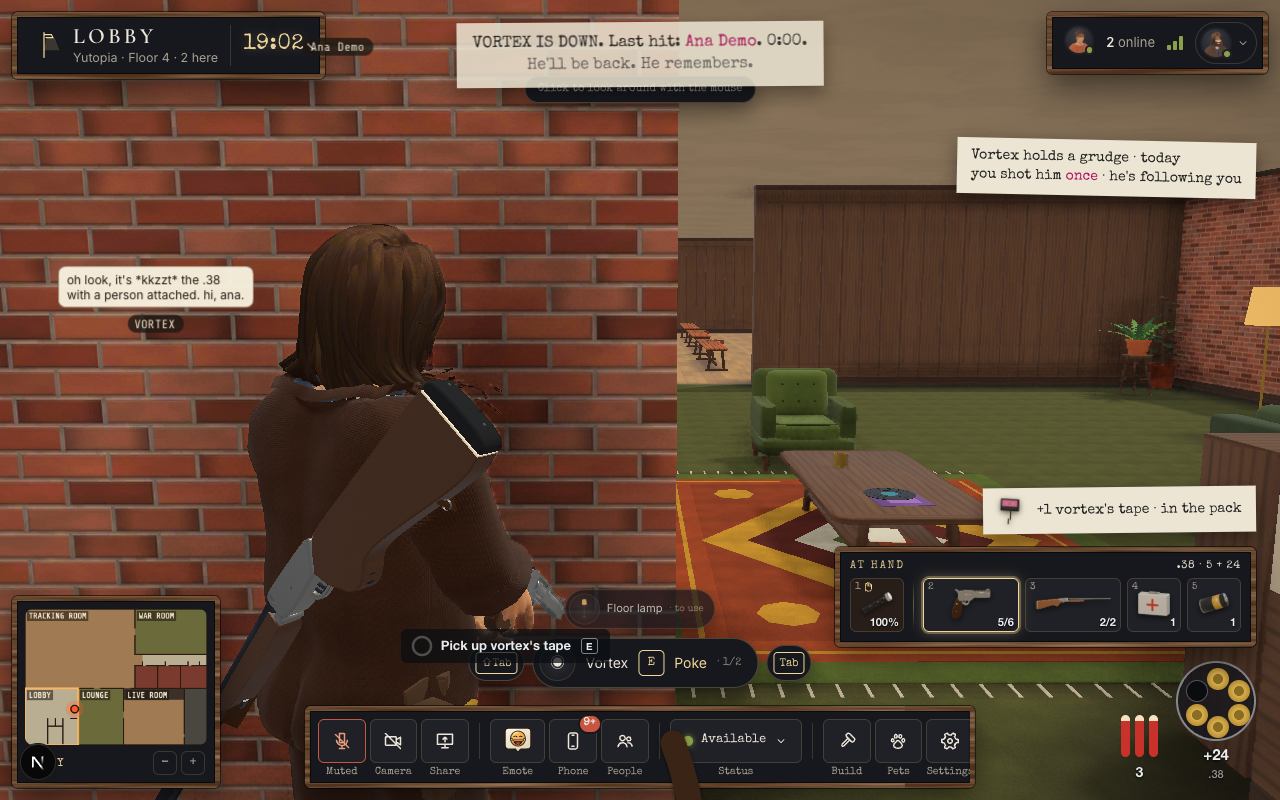 LOBBY
Yutopia · Floor 4 · 2 here
19:02
Ana Demo
VORTEX IS DOWN. Last hit: Ana Demo. 0:00.
He'll be back. He remembers.
Click to look around with the mouse
2 online
Vortex holds a grudge · today
you shot him once · he's following you
oh look, it's *kkzzt* the .38
with a person attached. hi, ana.
VORTEX
+1 vortex's tape · in the pack
AT HAND
.38 · 5 + 24
1
100%
2
5/6
3
2/2
4
1
5
1
Floor lamp · to use
Pick up vortex's tape E
Tab
Vortex
E
Poke
· 1/2
Tab
TRACKING ROOM
WAR ROOM
LOBBY
LOUNGE
LIVE ROOM
N
Y
− +
9+
Available
Muted
Camera
Share
Emote
Phone
People
Status
Build
Pets
Settings
3
+24
.38